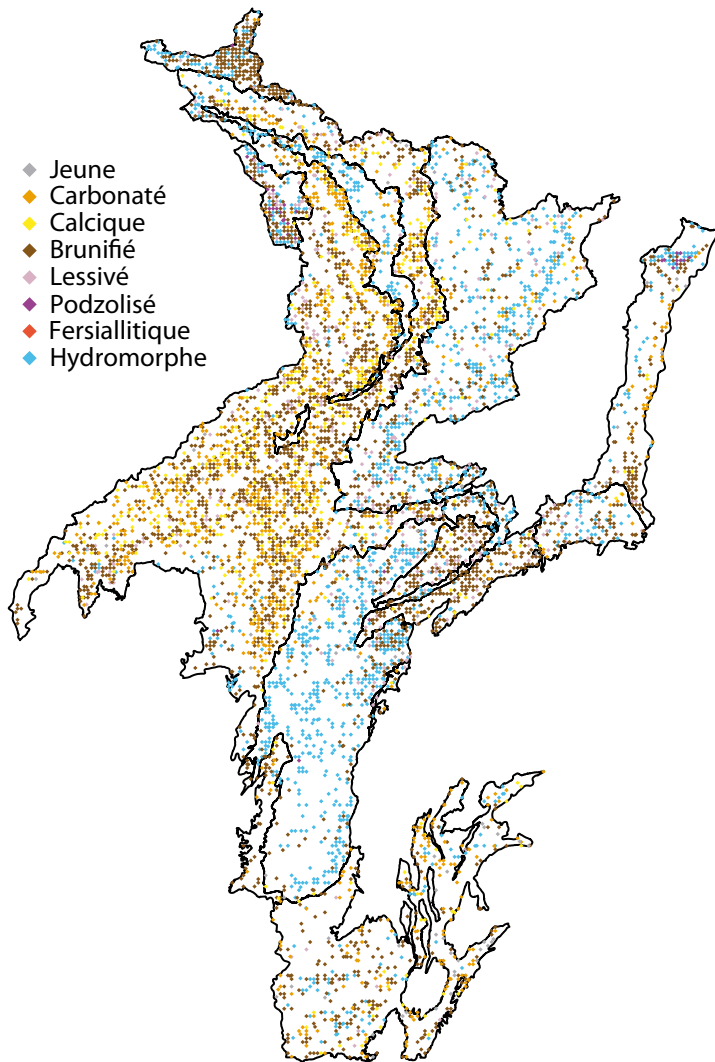 Jeune
Carbonaté
Calcique
Brunifié
Lessivé
Podzolisé
Fersiallitique
Hydromorphe